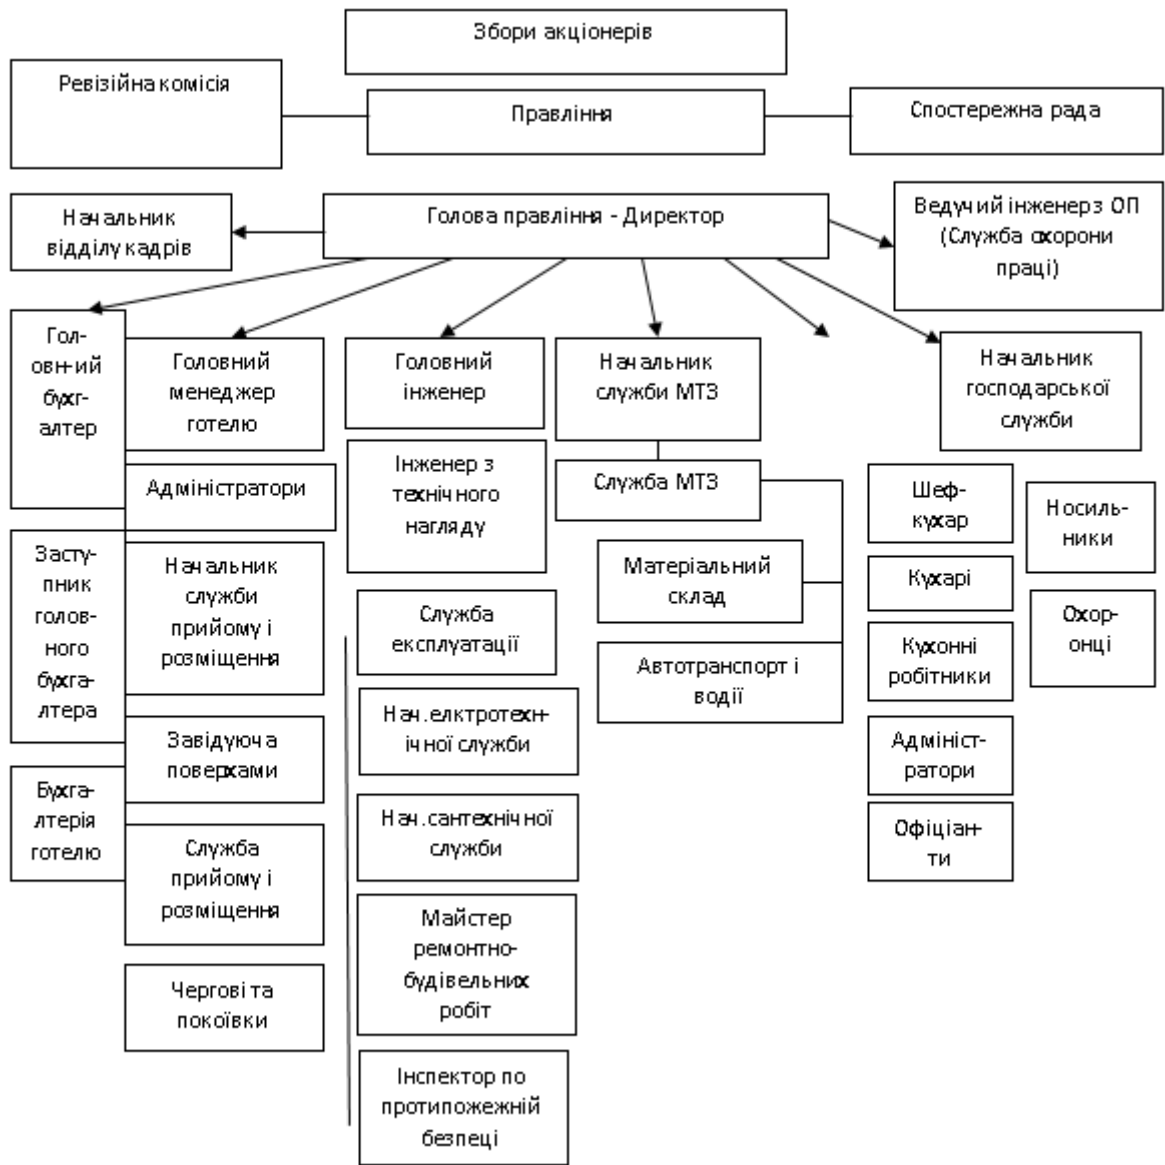 Збори акціонерів
Ревізійна комісія
Правління
Спостережна рада
Начальник
відділу кадрів
Голова правління - Директор
Ведучий інженер з ОП
(Служба охорони
праці)
Гол-
овн-ий
бухг-
алтер
Головний
менеджер
готелю
Головний
інженер
Начальник
служби МТЗ
Начальник
господарської
служби
Адміністратори
Інженер з
технічного
нагляду
Служба МТЗ
Шеф-
кухар
Носиль-
ники
Засту-
пник
голов-
ного
бухга-
лтера
Начальник
служби
прийому і
розміщення
Матеріальний
склад
Кухарі
Служба
експлуатації
Охор-
онці
Автотранспорт і
водії
Кухонні
робітники
Нач.елктротехн-
ічної служби
Завідуюча
поверхами
Адмініст-
ратори
Бухга-
лтерія
готелю
Нач.сантехнічної
служби
Офіціан-
ти
Служба
прийому і
розміщення
Майстер
ремонтно-
будівельних
робіт
Чергові та
покоївки
Інспектор по
протипожежній
безпеці